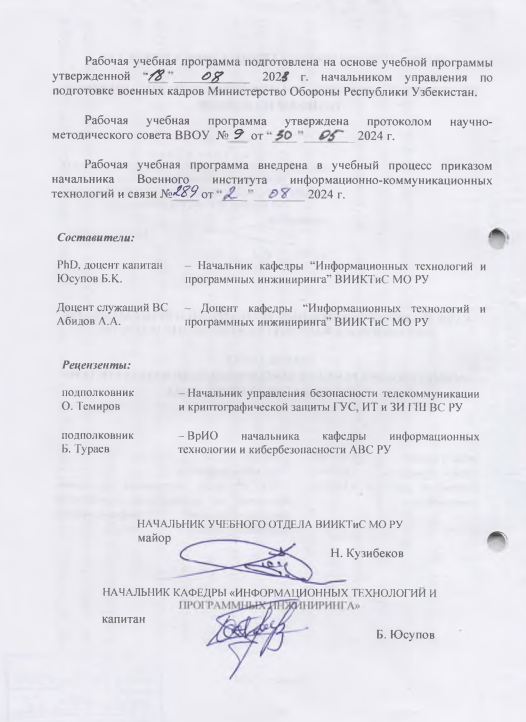 Рабочая учебная программа подготовлена на основе учебной программы
утвержденной “18” 08 2023 г. начальником управления по
подготовке военных кадров Министерство Обороны Республики Узбекистан.
Рабочая учебная программа утверждена протоколом научно-
методического совета ВВОУ № 9 от “30” 05 2024 г.
Рабочая учебная программа внедрена в учебный процесс приказом
начальника Военного института информационно-коммуникационных
технологий и связи №289 от “2” 08 2024 г.
Составители:
PhD, доцент капитан – Начальник кафедры “Информационных технологий и
Юсупов Б.К. программных инжиниринга” ВИИКТиС МО РУ
Доцент служащий ВС – Доцент кафедры “Информационных технологий и
Абидов А.А. программных инжиниринга” ВИИКТиС МО РУ
Рецензенты:
подполковник – Начальник управления безопасности телекоммуникации
О. Темиров и криптографической защиты ГУС, ИТ и ЗИ ГШ ВС РУ
подполковник – ВрИО начальника кафедры информационных
Б. Тураев технологии и кибербезопасности АВС РУ
НАЧАЛЬНИК УЧЕБНОГО ОТДЕЛА ВИИКТиС МО РУ
майор
Н. Кузибеков
НАЧАЛЬНИК КАФЕДРЫ «ИНФОРМАЦИОННЫХ ТЕХНОЛОГИЙ И
ПРОГРАММНЫХ ИНЖИНИРИНГА»
капитан
Б. Юсупов